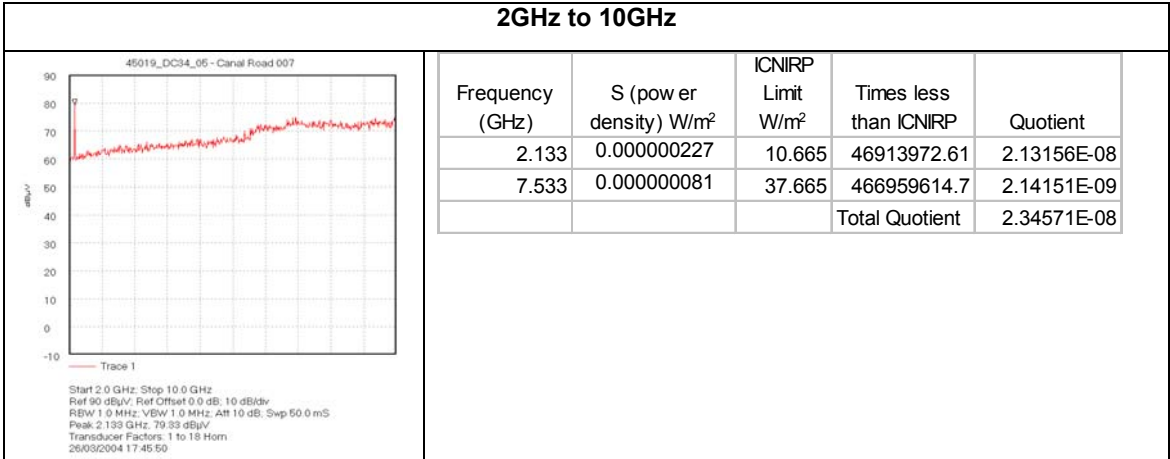 2GHz to 10GHz
45019_DC34_05 - Canal Road 007
90
80
70
60
50
40
30
20
10
0
-10
dBµV
Trace 1
Start 2.0 GHz; Stop 10.0 GHz
Ref 90 dBµV; Ref Offset 0.0 dB; 10 dB/div
RBW 1.0 MHz; VBW 1.0 MHz; Att 10 dB; Swp 50.0 mS
Peak 2.133 GHz, 79.33 dBµV
Transducer Factors: 1 to 18 Horn
26/03/2004 17:45:50
Frequency (GHz) S (pow er density) W/m² ICNIRP Limit W/m² Times less than ICNIRP Quotient
2.133 0.000000227 10.665 46913972.61 2.13156E-08
7.533 0.000000081 37.665 466959614.7 2.14151E-09
Total Quotient 2.34571E-08